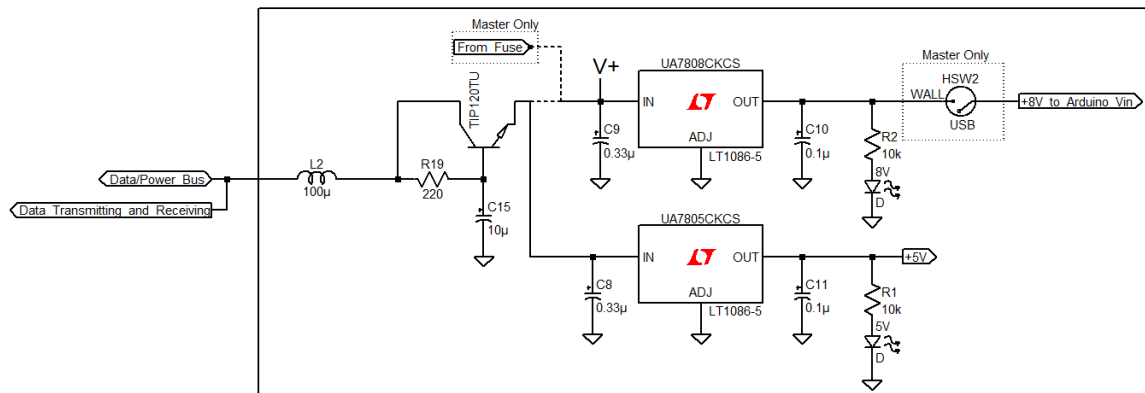 Master Only
From Fuse
V+
TIP120TU
UA7808CKCS
IN
OUT
ADJ
LT1086-5
C9
0.33µ
C10
0.1µ
Master Only
HSW2
WALL
USB
+8V to Arduino Vin
R2
10k
8V
D
L2
100µ
R19
220
C15
10µ
Data/Power Bus
Data Transmitting and Receiving
UA7805CKCS
IN
OUT
ADJ
LT1086-5
C8
0.33µ
C11
0.1µ
+5V
R1
10k
5V
D